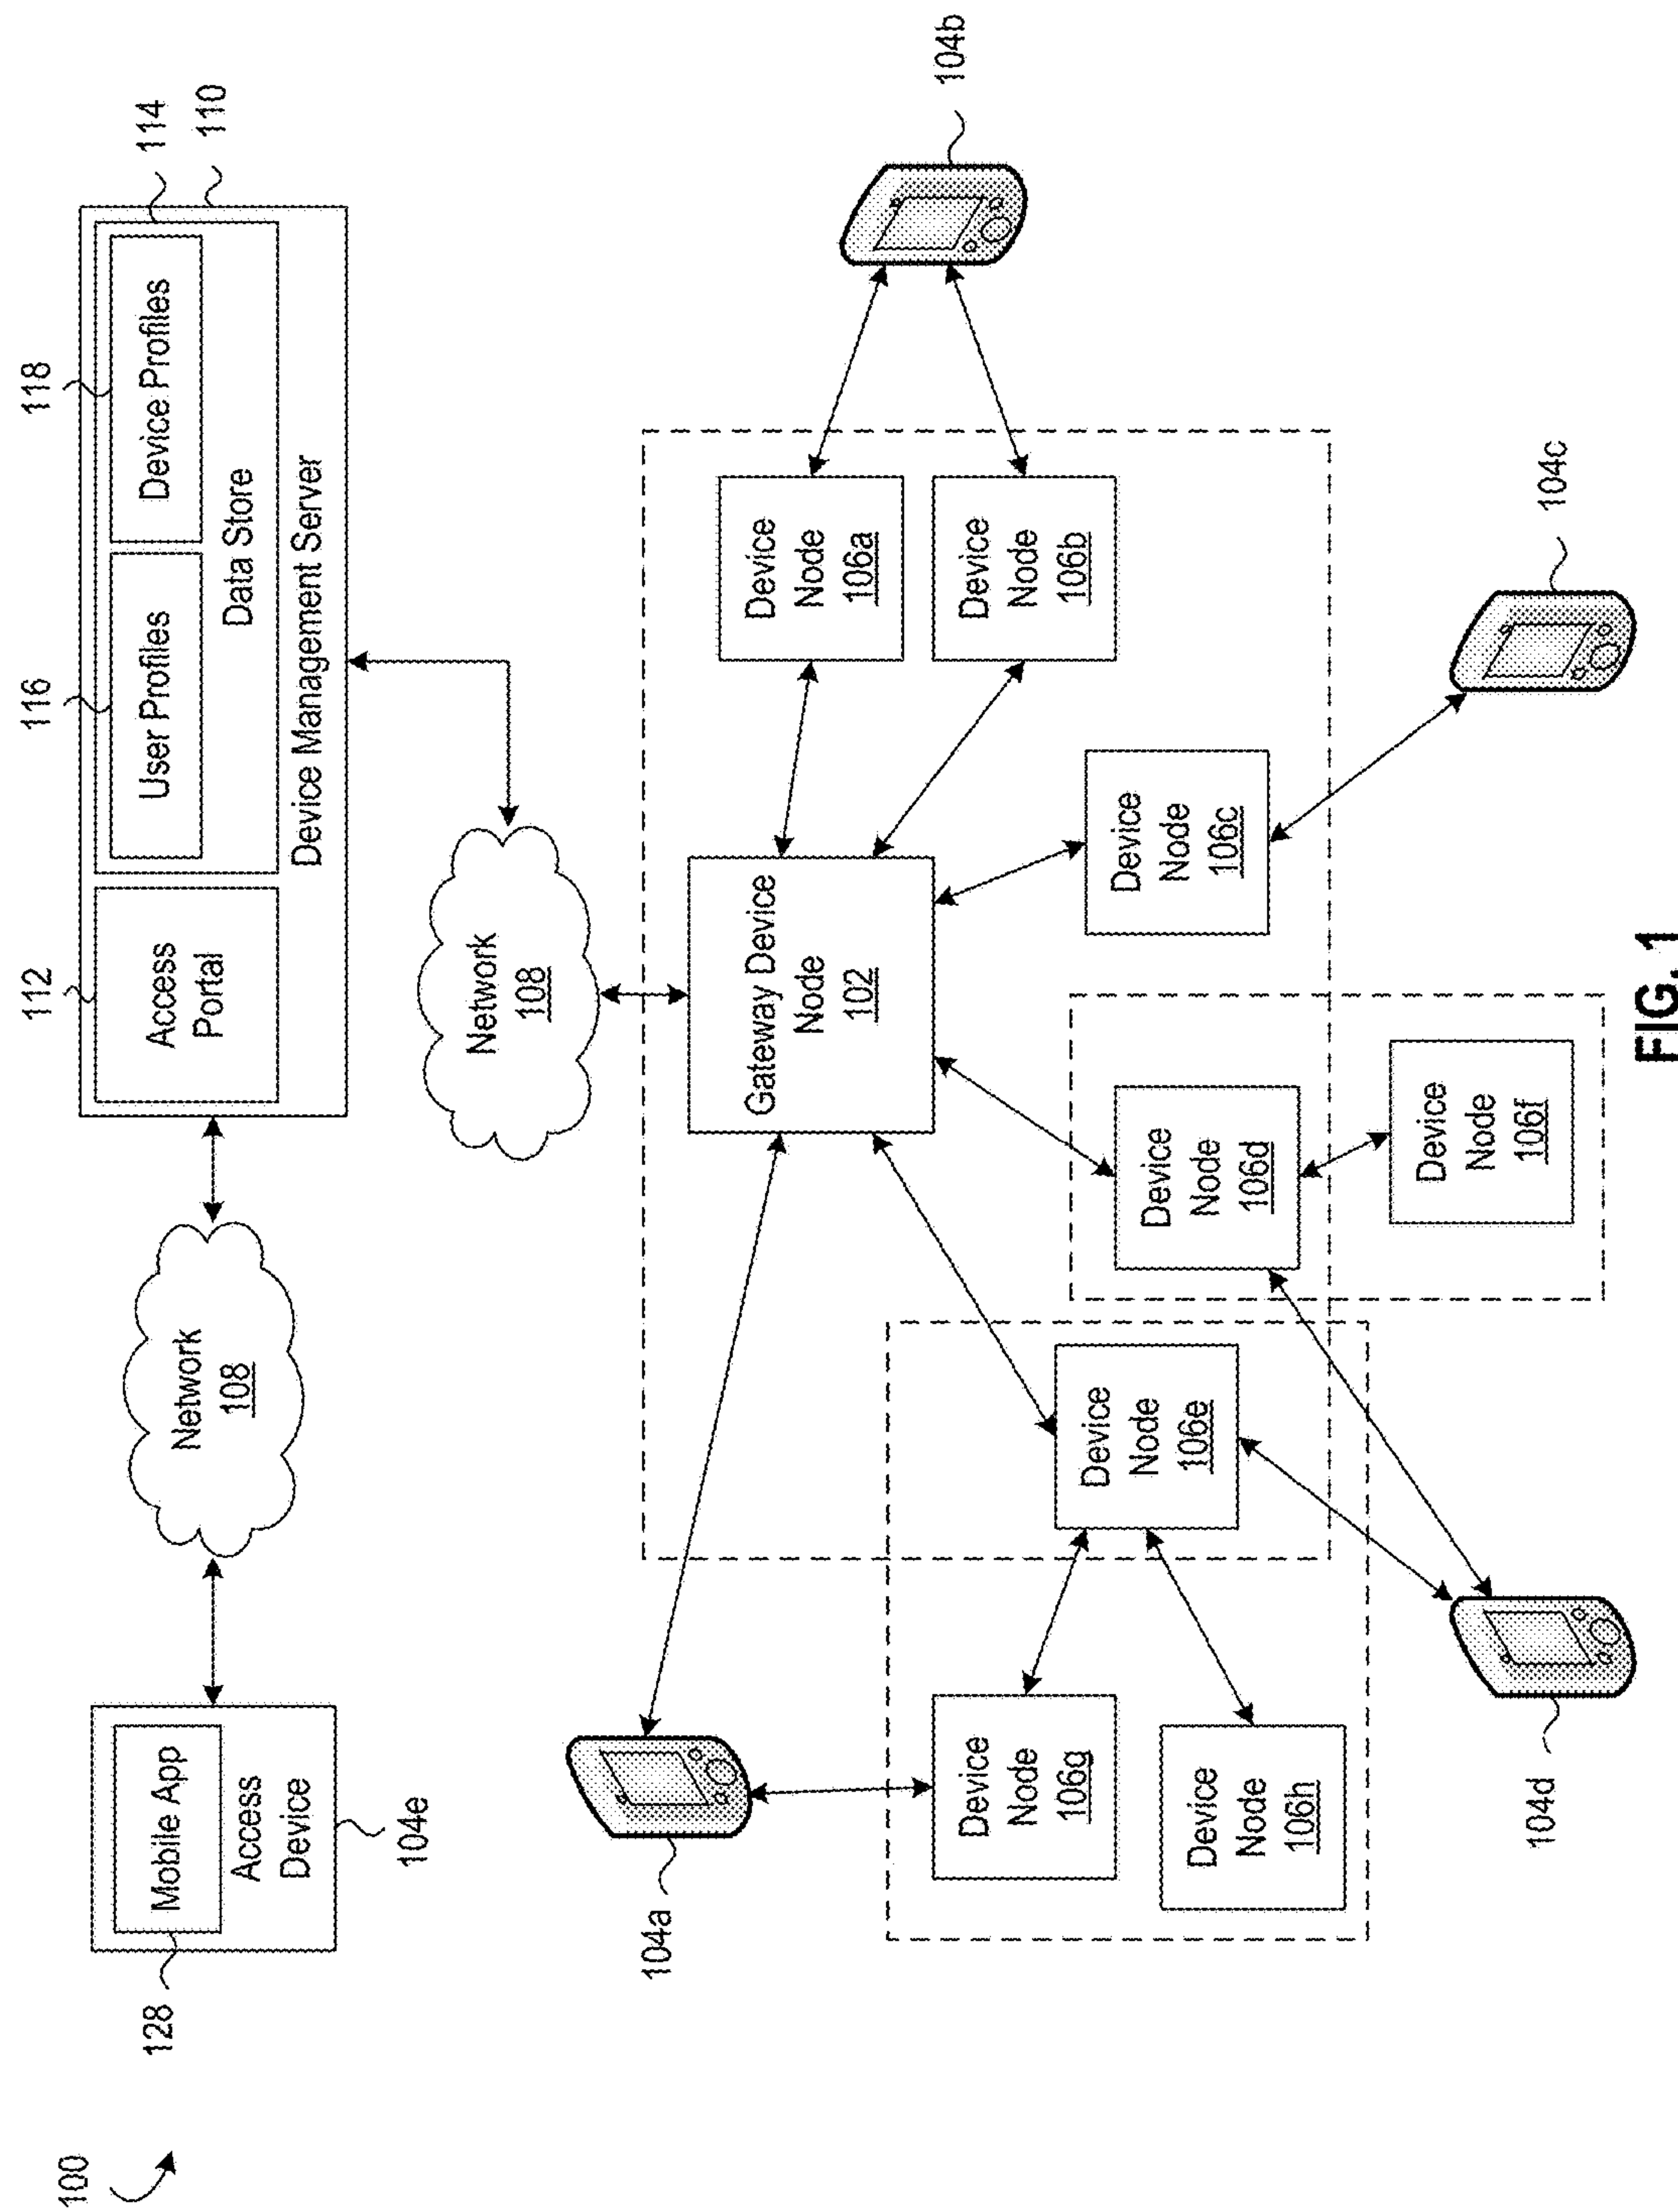 100
128
Mobile App
Access
Device
104e
Network
108
112
Access
Portal
116
User Profiles
118
Device Profiles
114
110
Data Store
Device Management Server
Network
108
Gateway Device
Node
102
104a
104b
Device
Node
106a
Device
Node
106b
Device
Node
106c
104c
Device
Node
106d
Device
Node
106e
Device
Node
106f
Device
Node
106g
Device
Node
106h
104d
FIG. 1